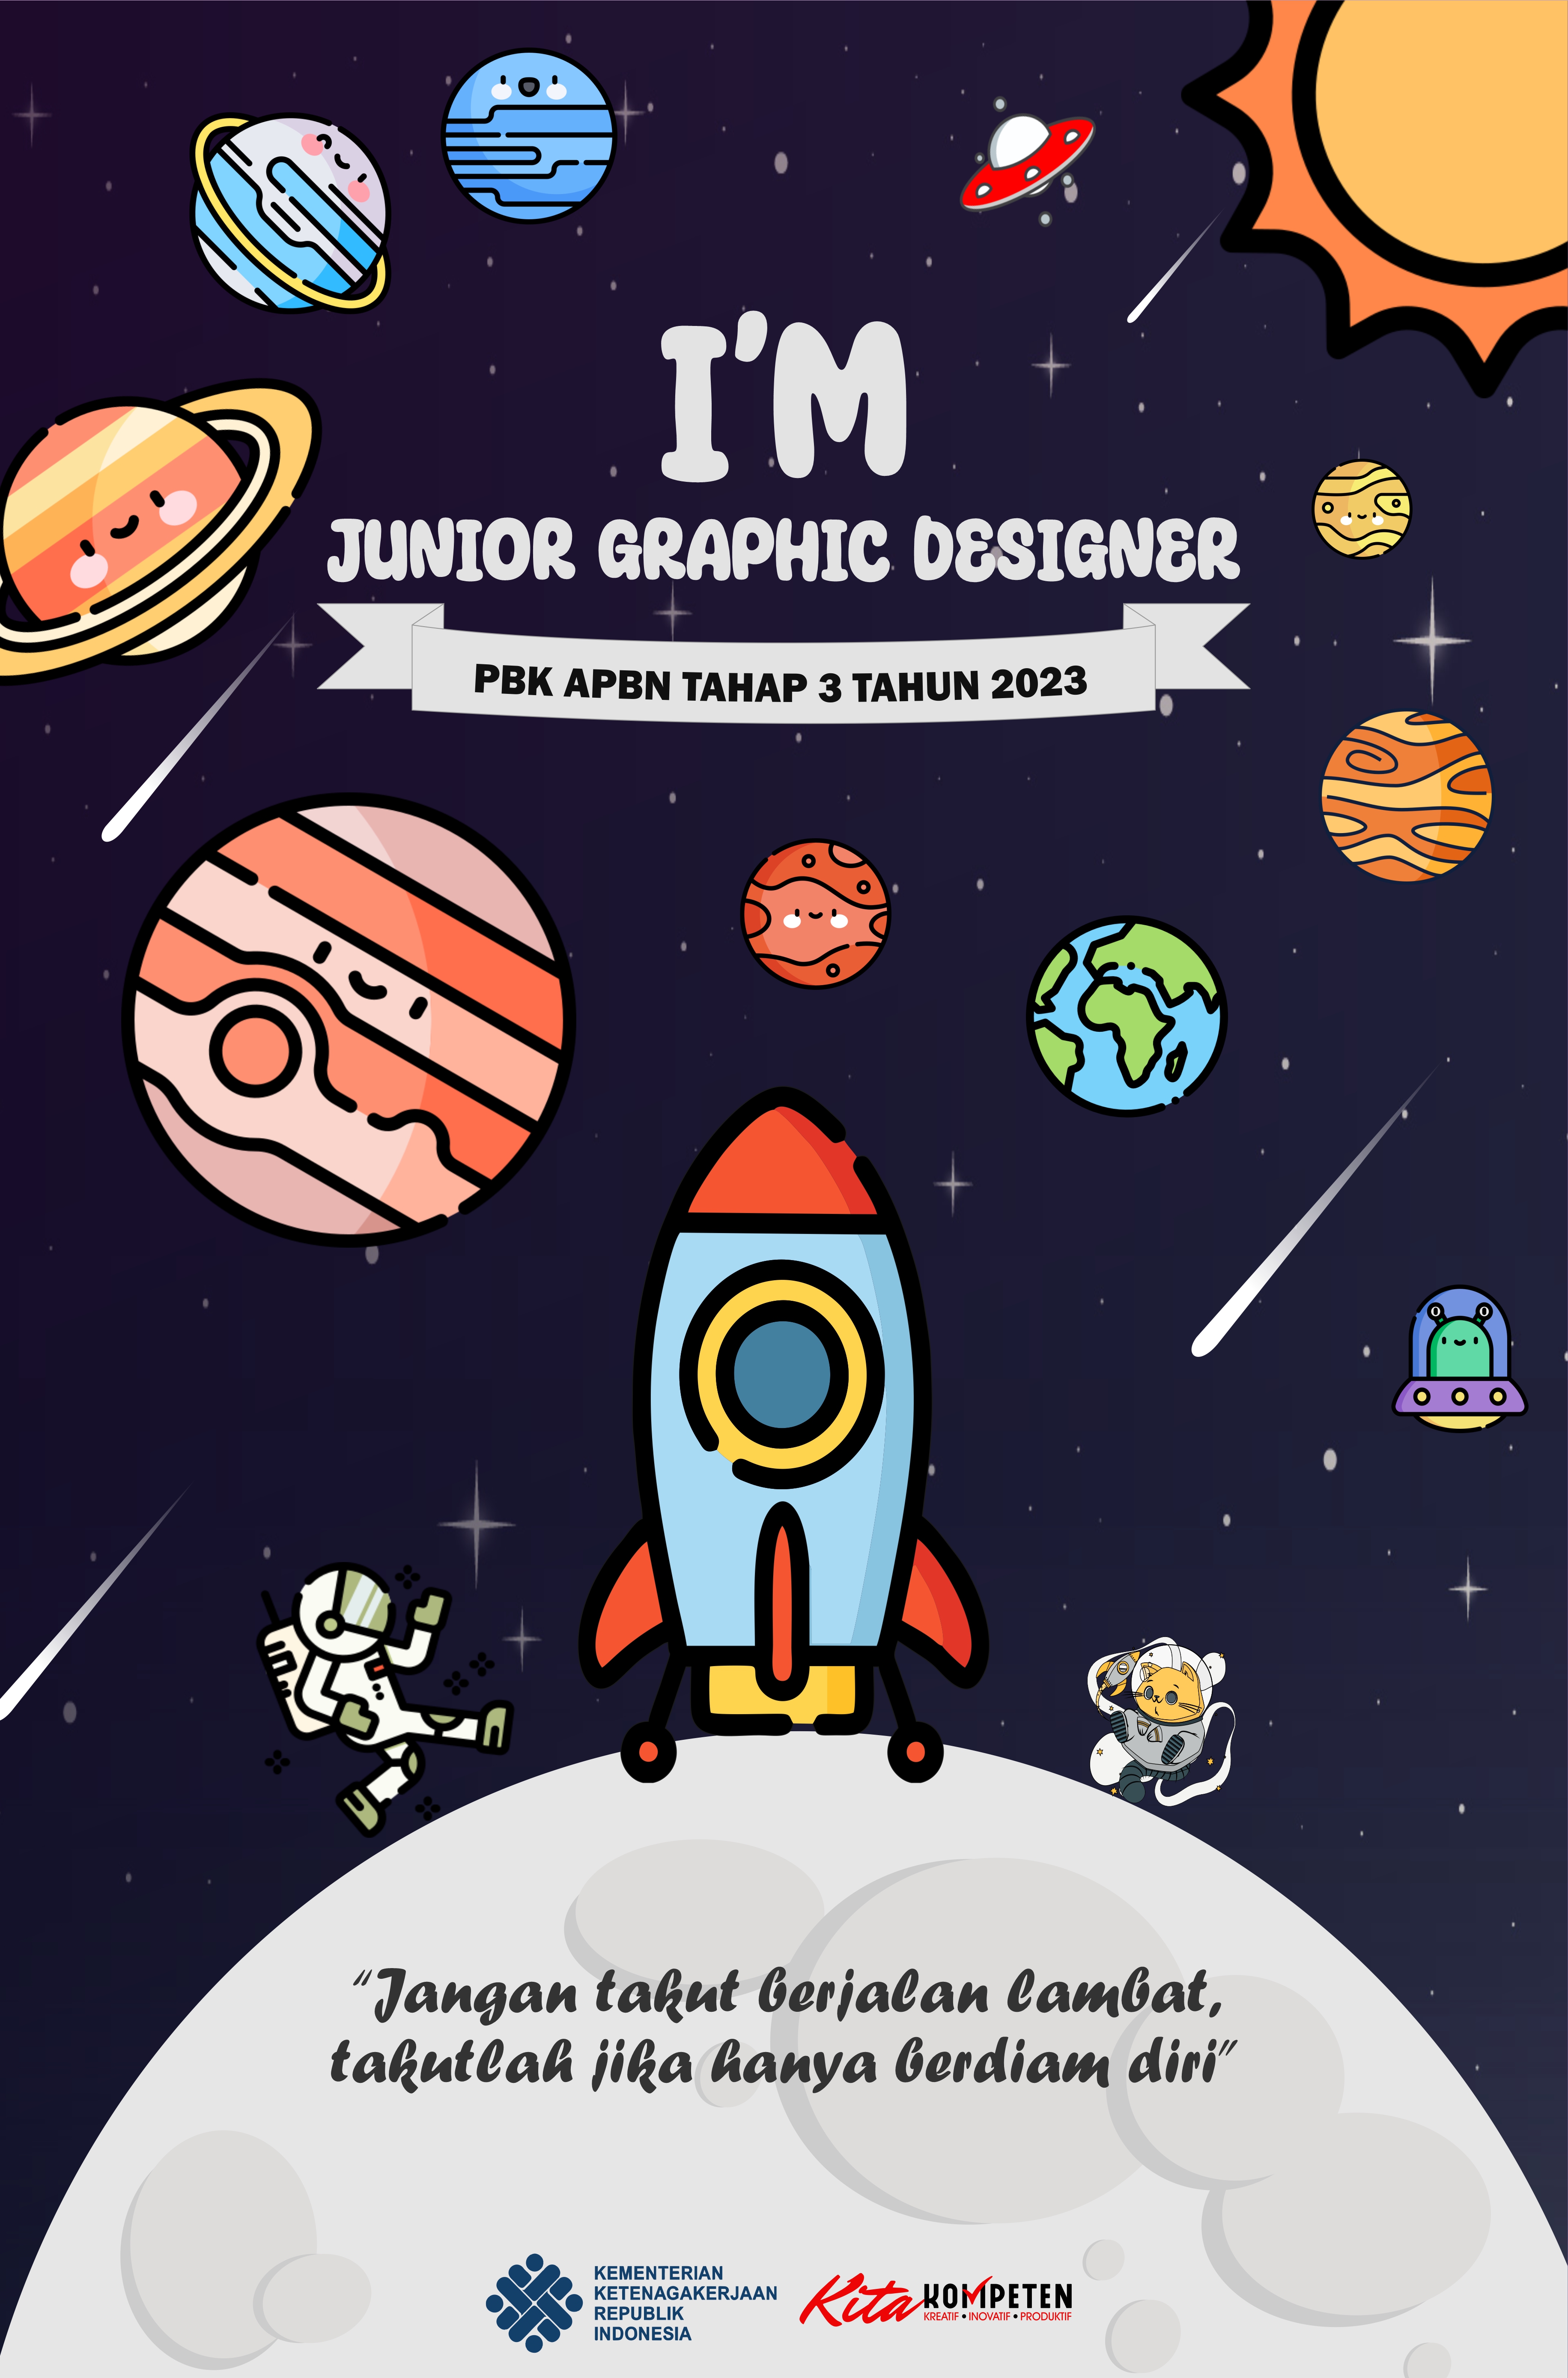 I'M
JUNIOR GRAPHIC DESIGNER
PBK APBN TAHAP 3 TAHUN 2023
“Jangan takut berjalan lambat,
takutlah jika hanya berdiam diri”
KEMENTERIAN
KETENAGAKERJAAN
REPUBLIK
INDONESIA
Kita KOMPETEN
KREATIF • INOVATIF • PRODUKTIF